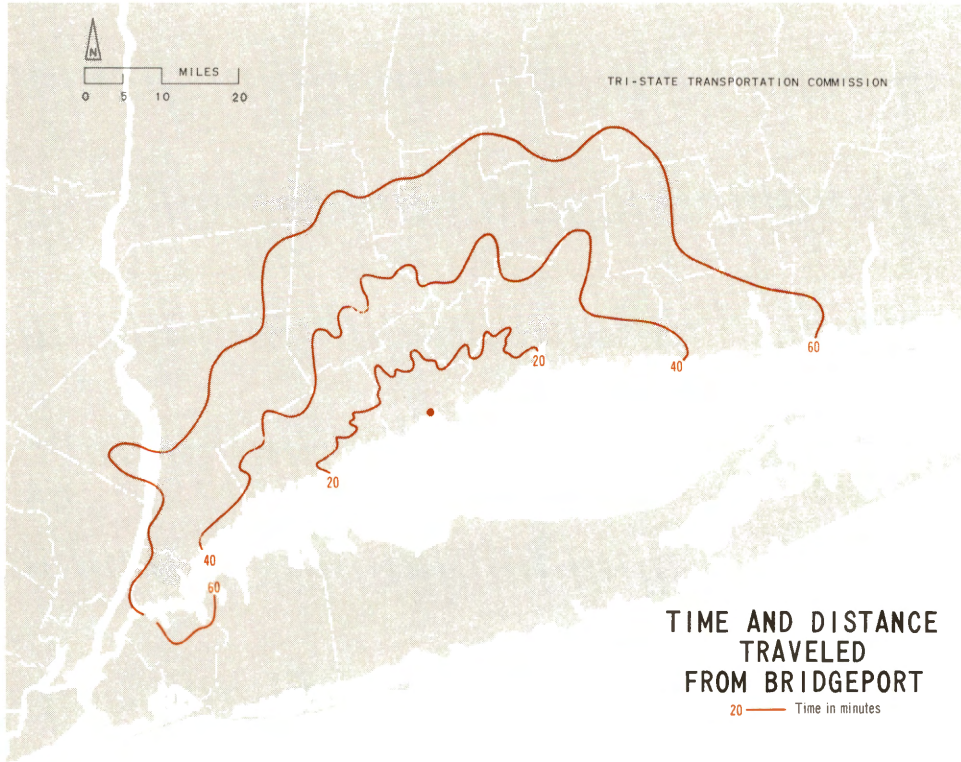 N
MILES
0 5 10 20
TRI-STATE TRANSPORTATION COMMISSION
60
40
20
20
40
60
TIME AND DISTANCE
TRAVELED
FROM BRIDGEPORT
20 Time in minutes